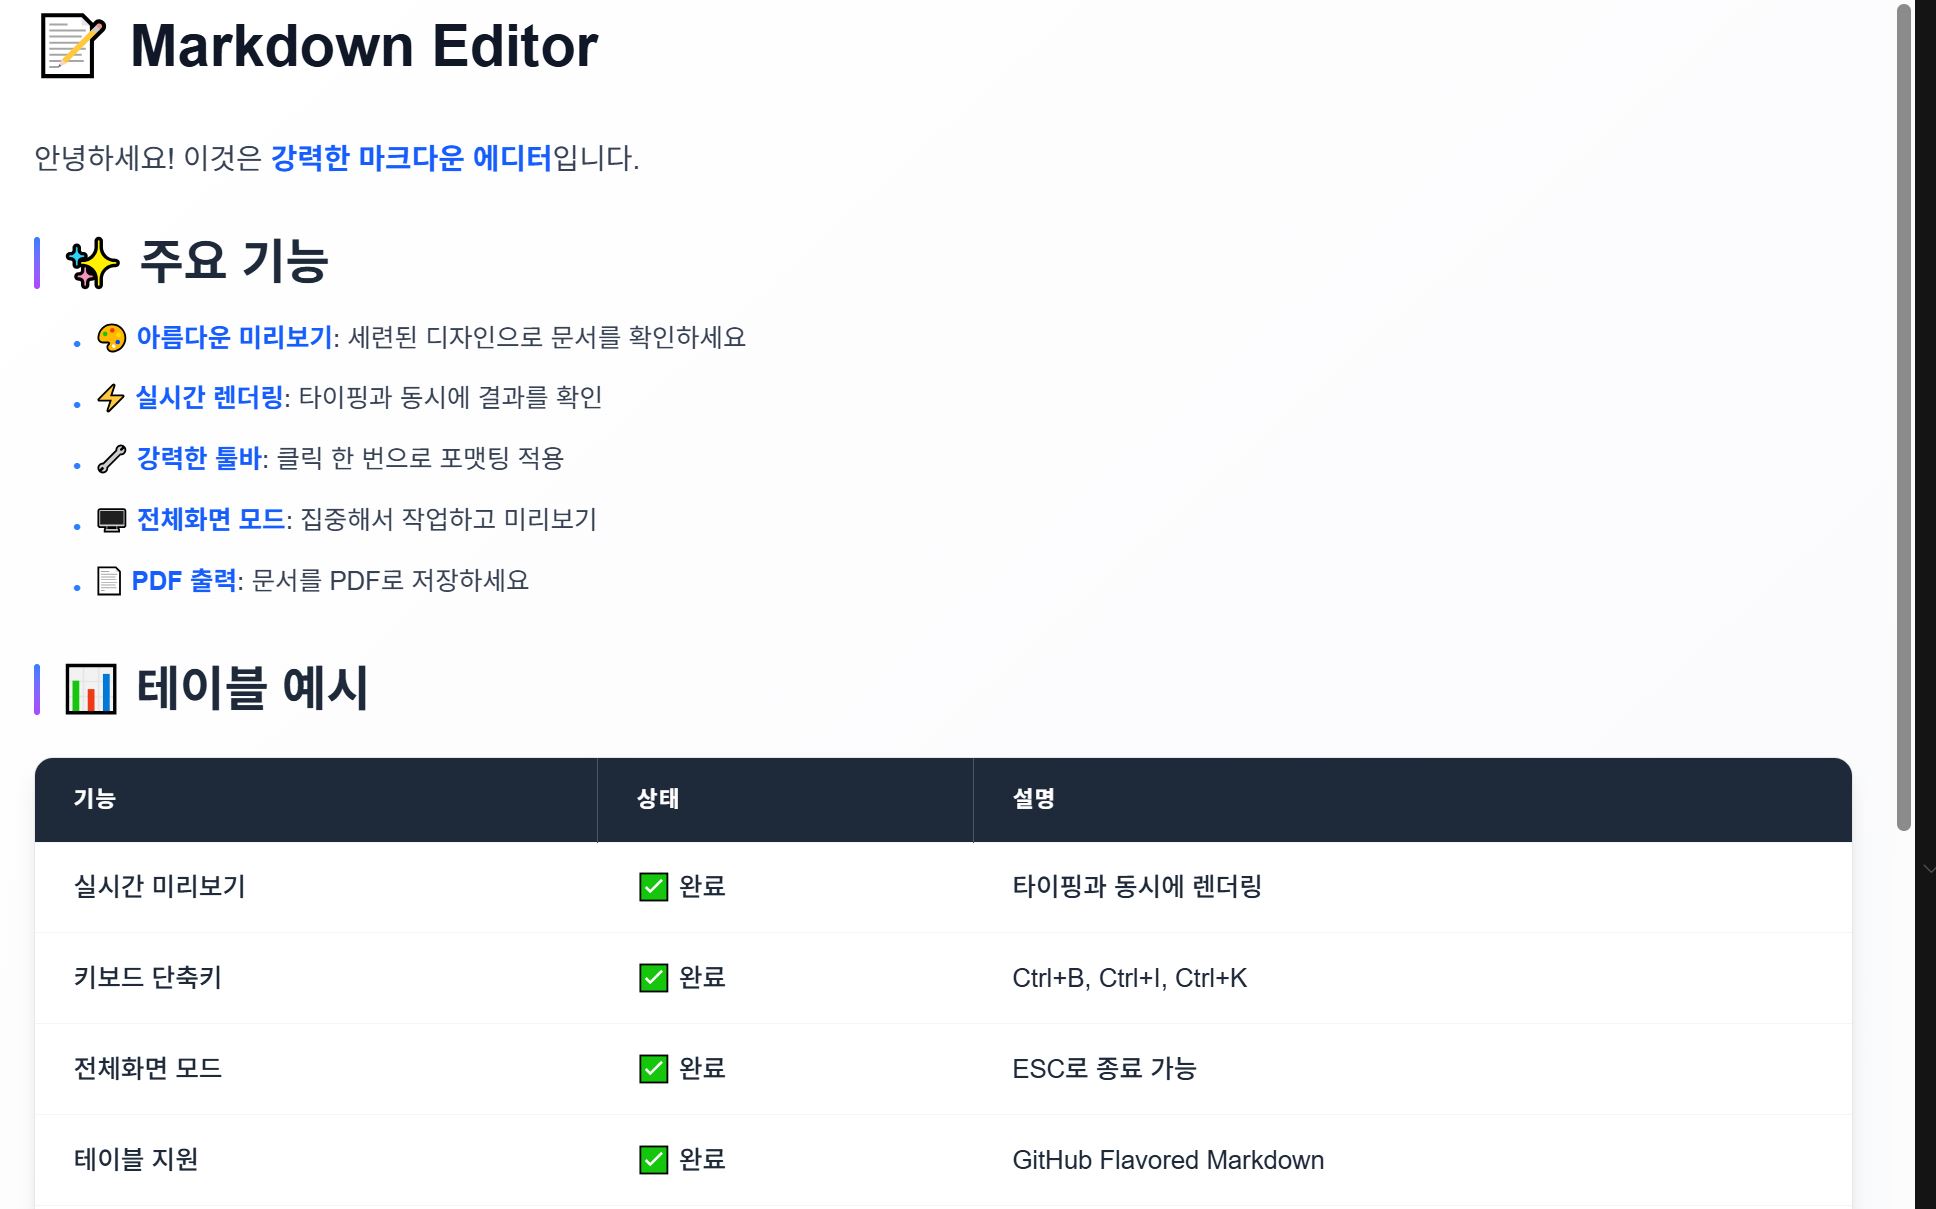 Markdown Editor
안녕하세요! 이것은 강력한 마크다운 에디터입니다.
주요 기능
아름다운 미리보기: 세련된 디자인으로 문서를 확인하세요
실시간 렌더링: 타이핑과 동시에 결과를 확인
강력한 툴바: 클릭 한 번으로 포맷팅 적용
전체화면 모드: 집중해서 작업하고 미리보기
PDF 출력: 문서를 PDF로 저장하세요
테이블 예시
기능 상태 설명
실시간 미리보기 완료 타이핑과 동시에 렌더링
키보드 단축키 완료 Ctrl+B, Ctrl+I, Ctrl+K
전체화면 모드 완료 ESC로 종료 가능
테이블 지원 완료 GitHub Flavored Markdown